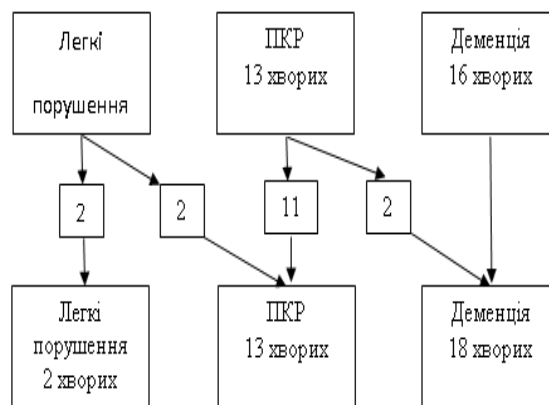 Легкі
порушення
ПКР
13 хворих
Деменція
16 хворих
2
2
11
2
Легкі
порушення
2 хворих
ПКР
13 хворих
Деменція
18 хворих